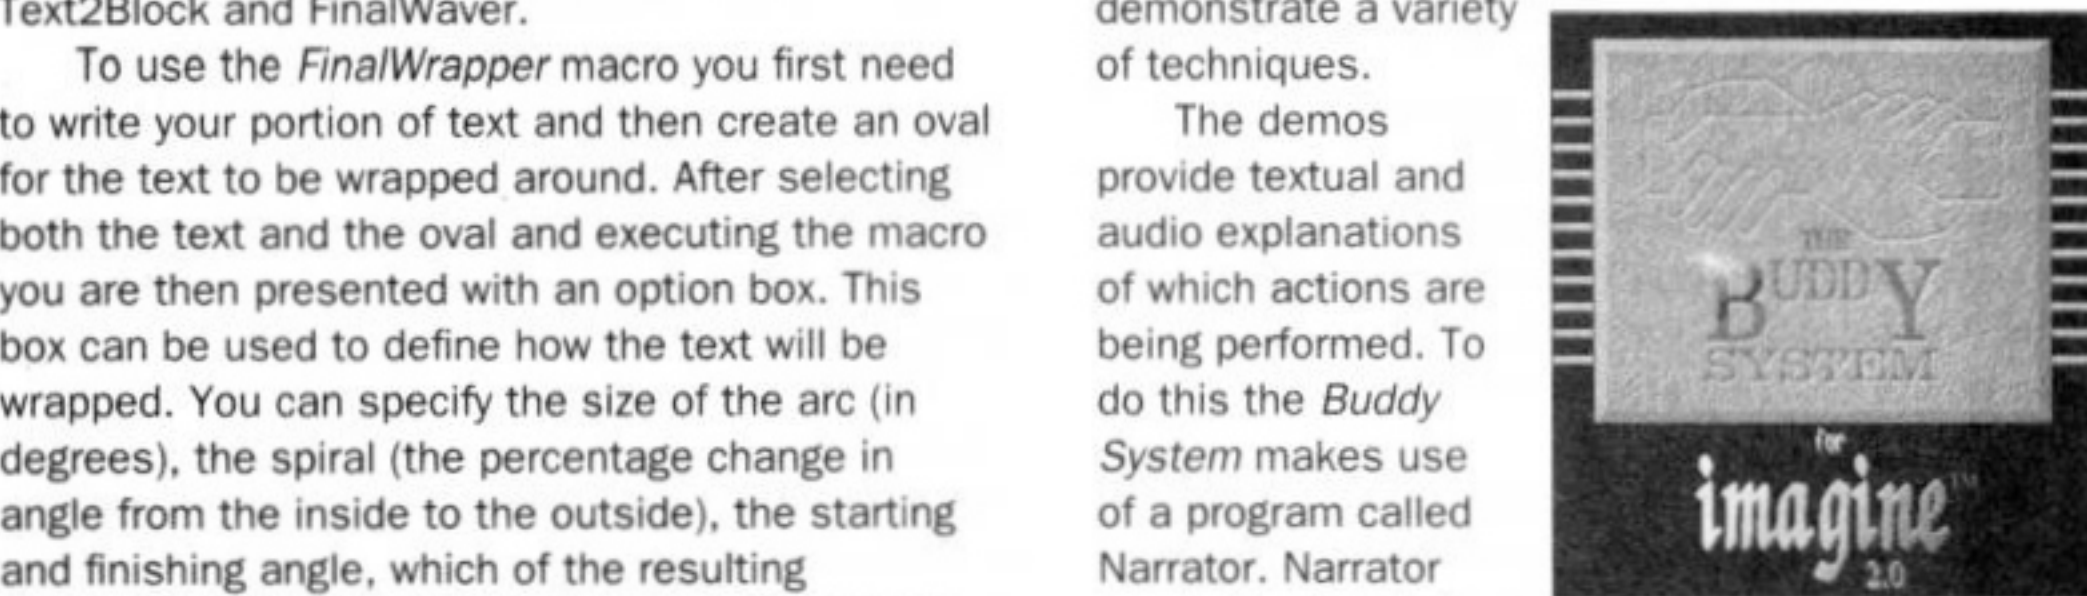 Text2Block and FinalWaver.
To use the FinalWrapper macro you first need
to write your portion of text and then create an oval
for the text to be wrapped around. After selecting
both the text and the oval and executing the macro
you are then presented with an option box. This
box can be used to define how the text will be
wrapped. You can specify the size of the arc (in
degrees), the spiral (the percentage change in
angle from the inside to the outside), the starting
and finishing angle, which of the resulting
demonstrate a variety
of techniques.
The demos
provide textual and
audio explanations
of which actions are
being performed. To
do this the Buddy
System makes use
of a program called
Narrator. Narrator
THE
BUDDY
SYSTEM
for
imagine™
2.0